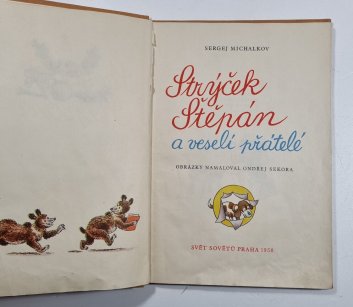 SERGEJ MICHALKOV
Strýček
Štěpán
a veselí přátelé
OBRÁZKY NAMALOVAL ONDŘEJ SEKORA
SVĚT SOVĚTŮ PRAHA 1958